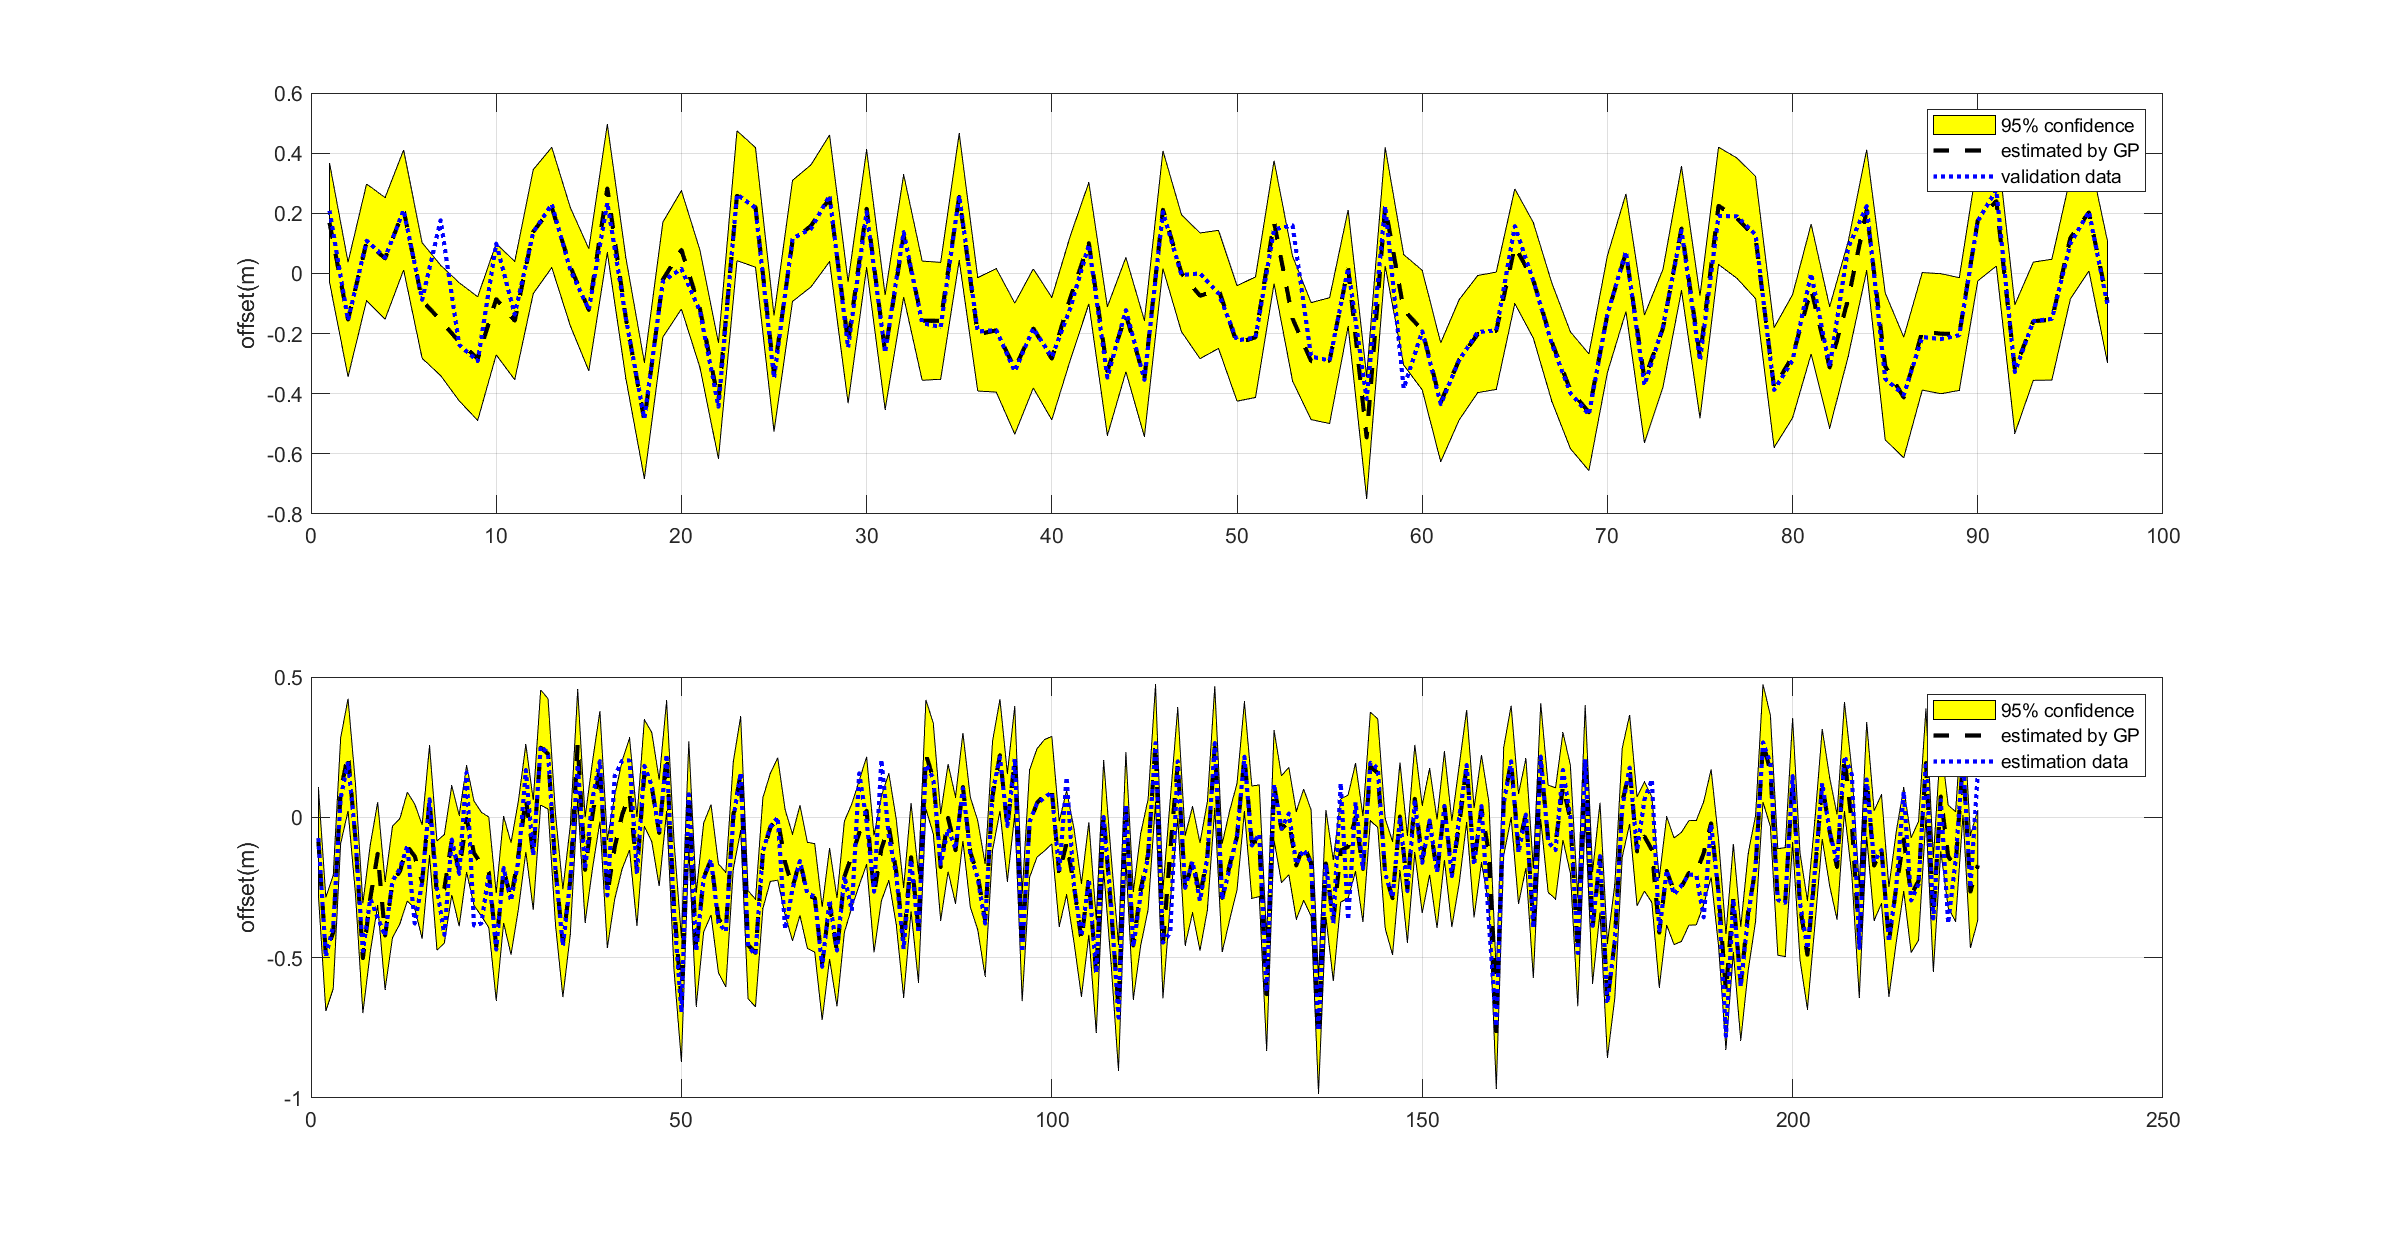 0.6
0.4
0.2
0
-0.2
-0.4
-0.6
-0.8
offset(m)
0 10 20 30 40 50 60 70 80 90 100
95% confidence
estimated by GP
validation data
0.5
0
-0.5
-1
offset(m)
0 50 100 150 200 250
95% confidence
estimated by GP
estimation data